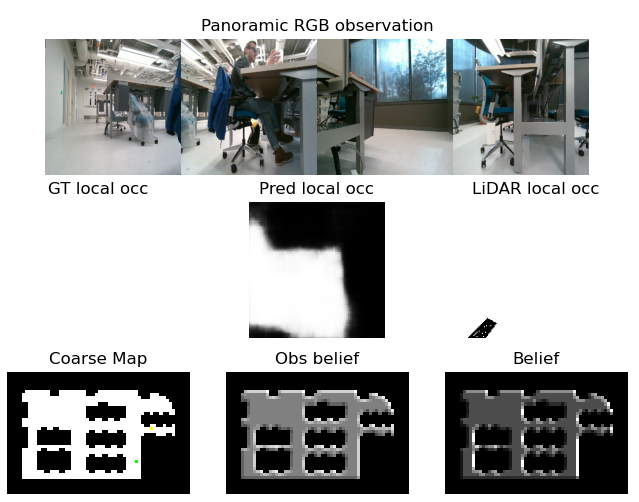 Panoramic RGB observation
GT local occ
Pred local occ
LiDAR local occ
Coarse Map
Obs belief
Belief